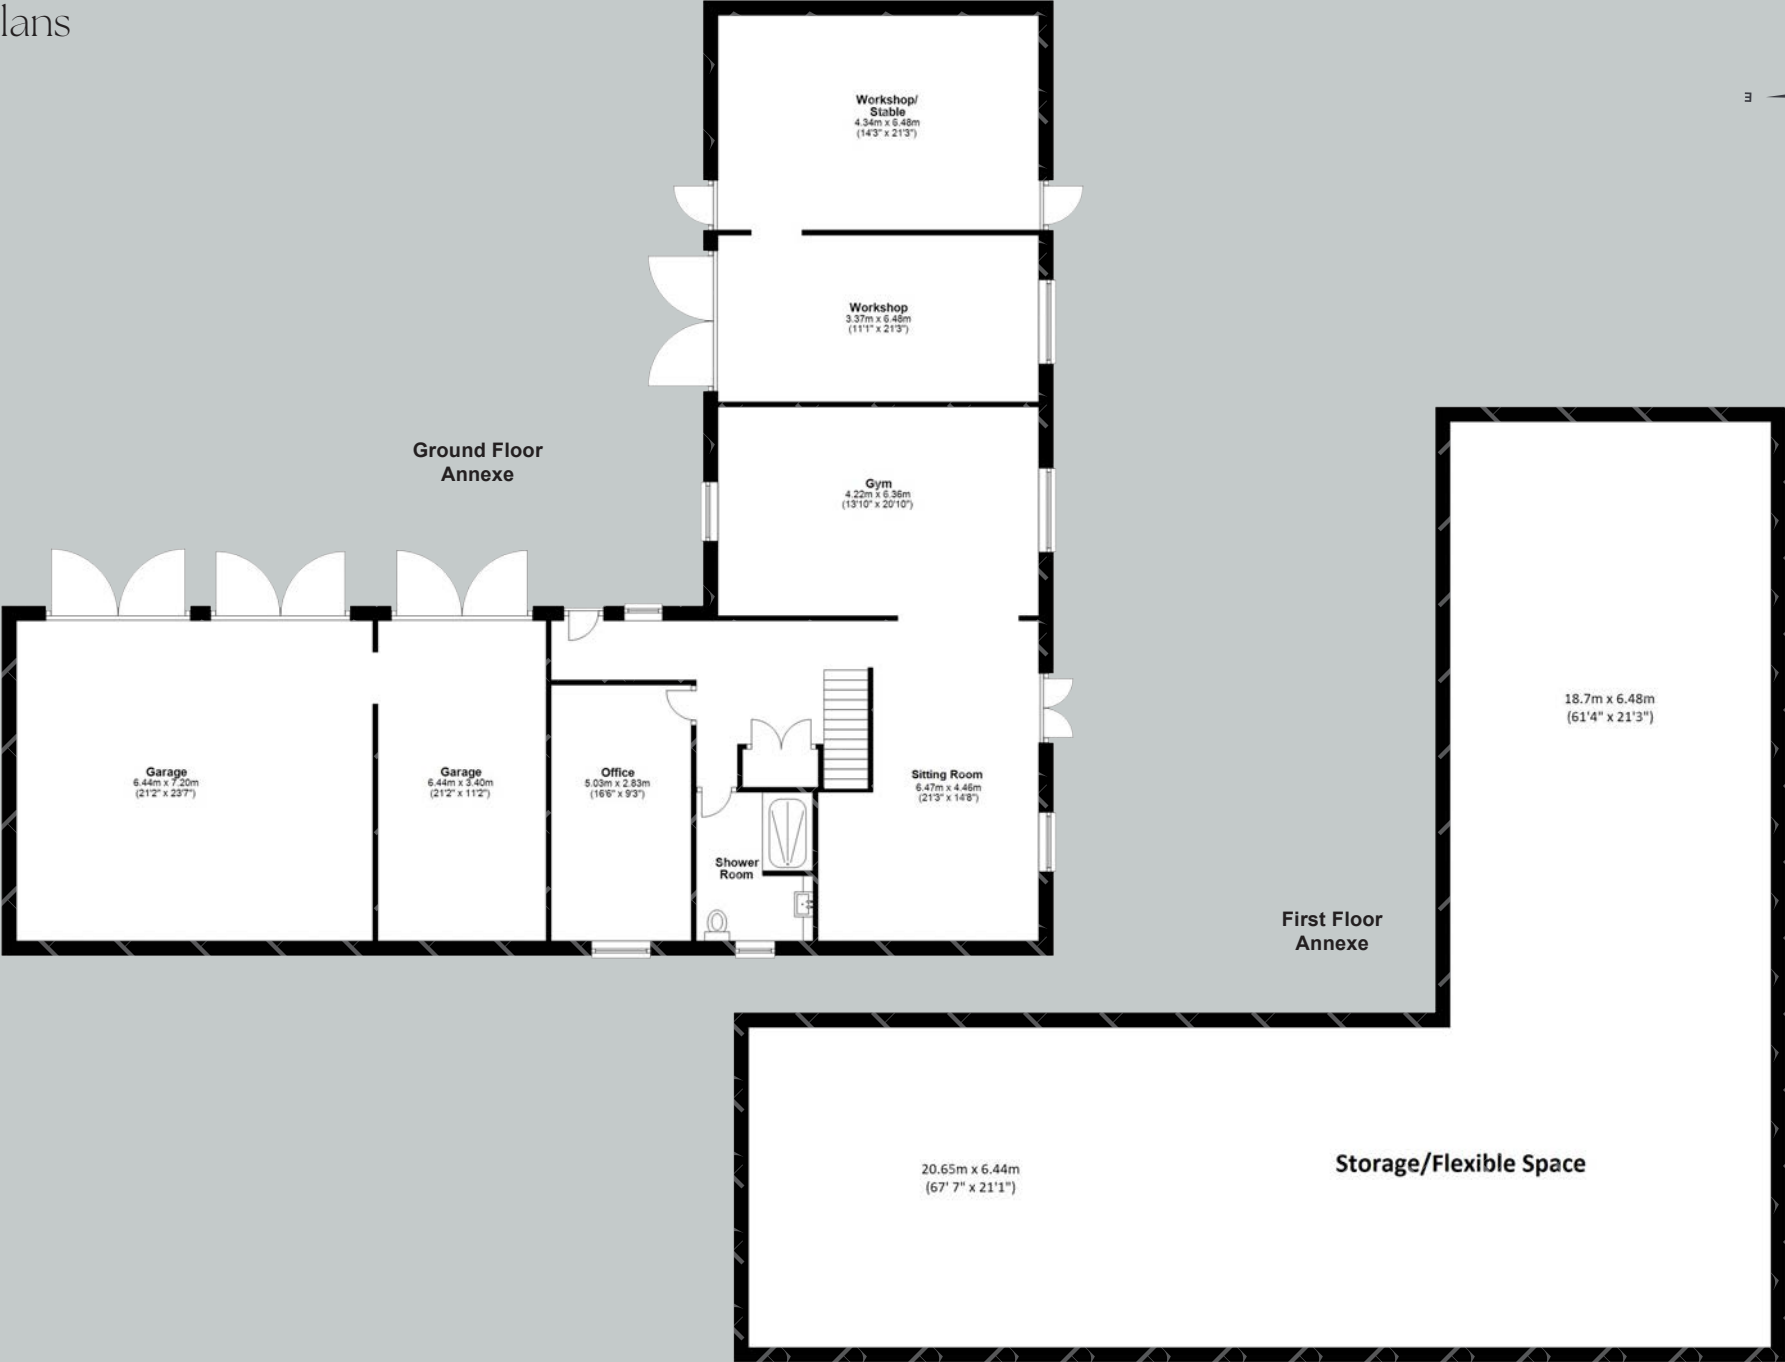 lans
Workshop/
Stable
4.34m x 6.48m
(14'3" x 21'3")
E
Workshop
3.37m x 6.48m
(11'1" x 21'3")
Ground Floor
Annexe
Gym
4.22m x 6.36m
(13'10" x 20'10")
Garage
6.44m x 7.20m
(21'2" x 23'7")
Garage
6.44m x 3.40m
(21'2" x 11'2")
Office
5.03m x 2.83m
(16'6" x 9'3")
Sitting Room
6.47m x 4.46m
(21'3" x 14'8")
Shower
Room
18.7m x 6.48m
(61'4" x 21'3")
First Floor
Annexe
20.65m x 6.44m
(67' 7" x 21'1")
Storage/Flexible Space